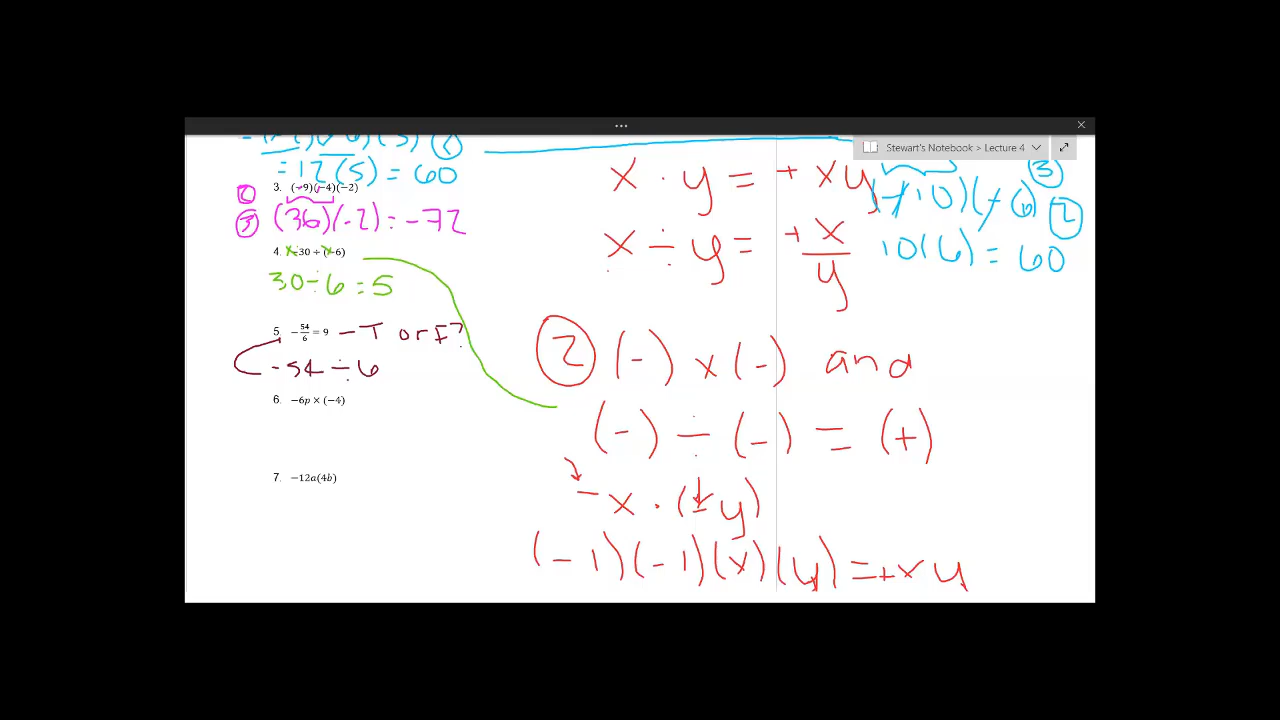 Stewart's Notebook > Lecture 4
= 12(5) = 60
3. (−9)(−4)(−2)
(36)(-2) = -72
4. −30 ÷ (−6)
30 ÷ 6 = 5
5. −54/6 = 9 - T or F?
-54 ÷ 6
6. −6p × (−4)
7. −12a(4b)
x · y = + xy
x ÷ y = + x/y
(-10)(-6)
10(6) = 60
3
2
2 (-) x (-) and
(-) ÷ (-) = (+)
-x · (-y)
(-1)(-1)(x)(y) = +xy